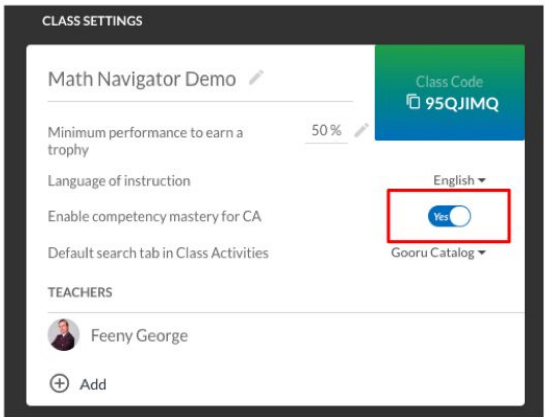 CLASS SETTINGS
Math Navigator Demo
Class Code
95QJIMQ
Minimum performance to earn a
trophy
50 %
Language of instruction
English
Enable competency mastery for CA
Yes
Default search tab in Class Activities
Gooru Catalog
TEACHERS
Feeny George
Add